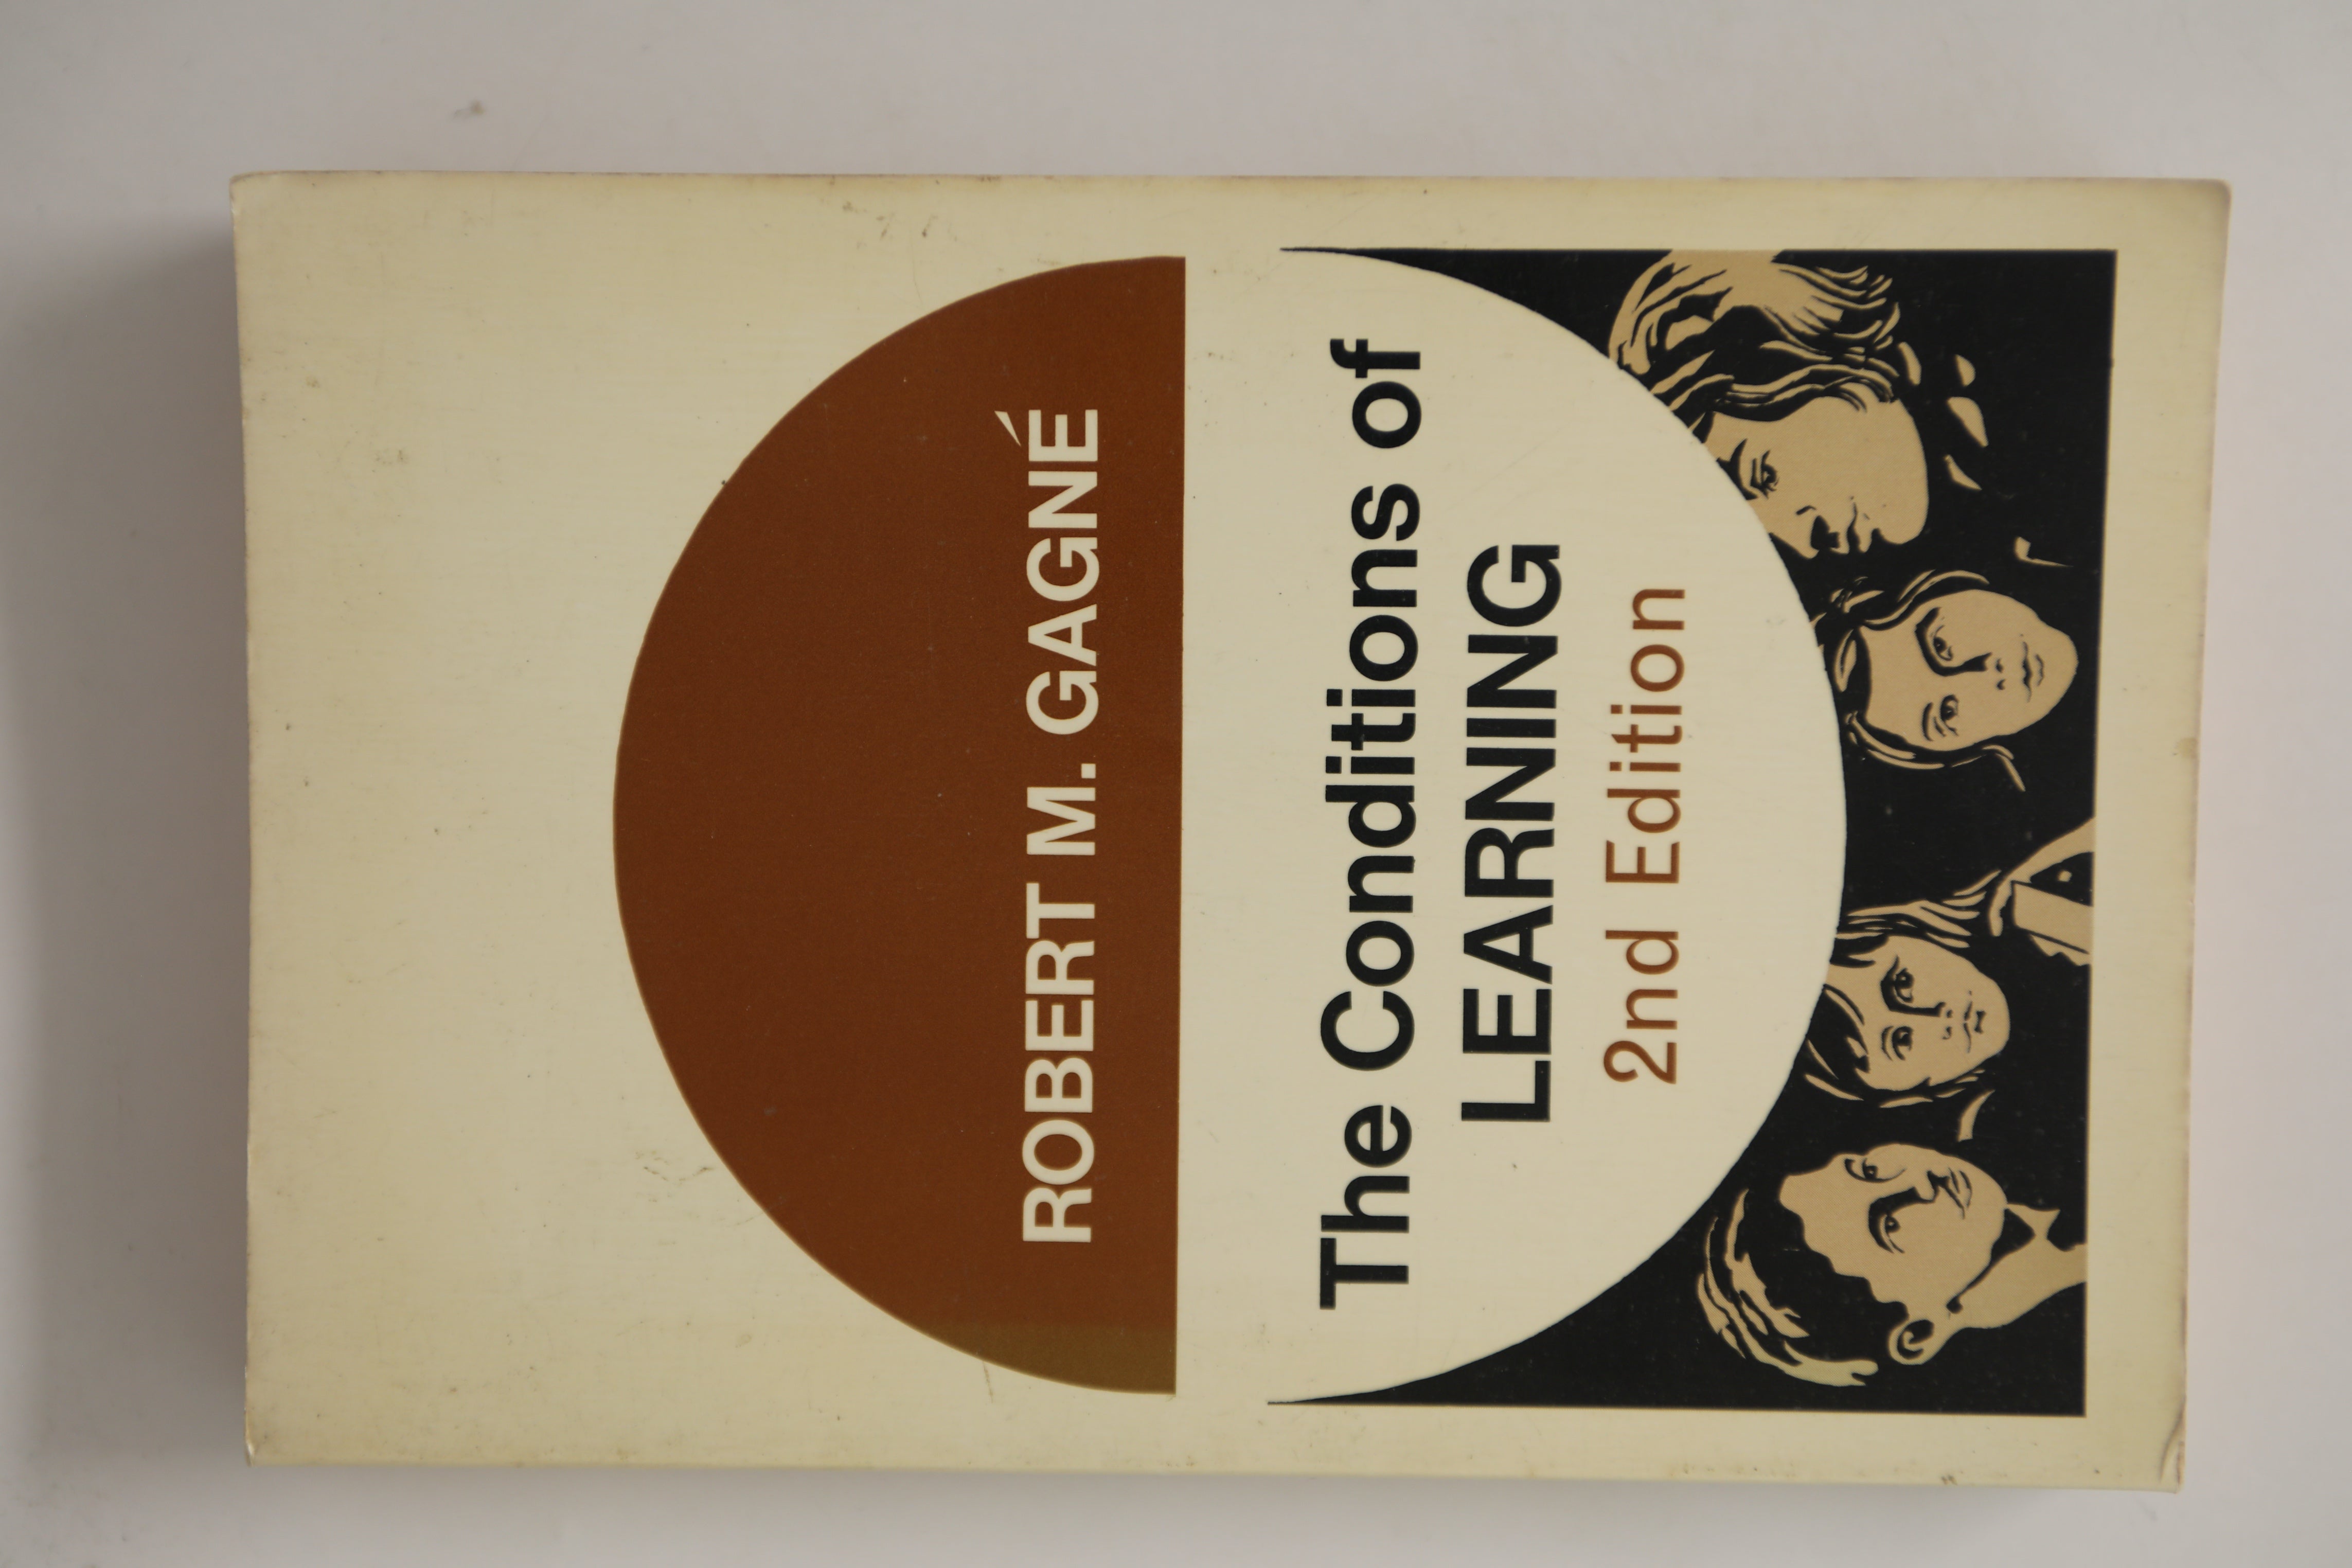 ROBERT M. GAGNÉ
The Conditions of
LEARNING
2nd Edition